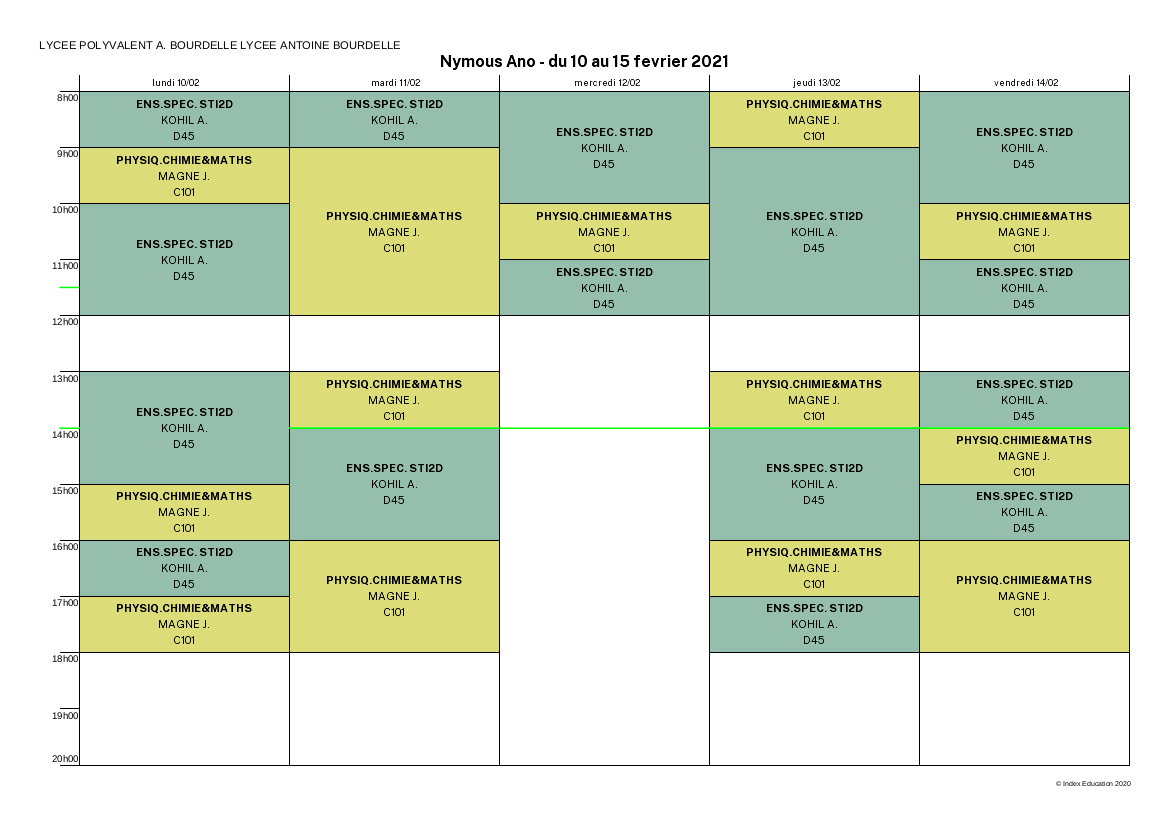 LYCEE POLYVALENT A. BOURDELLE LYCEE ANTOINE BOURDELLE
Nymous Ano - du 10 au 15 fevrier 2021
lundi 10/02
mardi 11/02
mercredi 12/02
jeudi 13/02
vendredi 14/02
8h00
9h00
10h00
11h00
12h00
13h00
14h00
15h00
16h00
17h00
18h00
19h00
20h00
ENS.SPEC. STI2D
KOHIL A.
D45
PHYSIQ.CHIMIE&MATHS
MAGNE J.
C101
ENS.SPEC. STI2D
KOHIL A.
D45
ENS.SPEC. STI2D
KOHIL A.
D45
PHYSIQ.CHIMIE&MATHS
MAGNE J.
C101
ENS.SPEC. STI2D
KOHIL A.
D45
PHYSIQ.CHIMIE&MATHS
MAGNE J.
C101
ENS.SPEC. STI2D
KOHIL A.
D45
PHYSIQ.CHIMIE&MATHS
MAGNE J.
C101
PHYSIQ.CHIMIE&MATHS
MAGNE J.
C101
ENS.SPEC. STI2D
KOHIL A.
D45
PHYSIQ.CHIMIE&MATHS
MAGNE J.
C101
ENS.SPEC. STI2D
KOHIL A.
D45
PHYSIQ.CHIMIE&MATHS
MAGNE J.
C101
ENS.SPEC. STI2D
KOHIL A.
D45
PHYSIQ.CHIMIE&MATHS
MAGNE J.
C101
ENS.SPEC. STI2D
KOHIL A.
D45
PHYSIQ.CHIMIE&MATHS
MAGNE J.
C101
ENS.SPEC. STI2D
KOHIL A.
D45
PHYSIQ.CHIMIE&MATHS
MAGNE J.
C101
ENS.SPEC. STI2D
KOHIL A.
D45
ENS.SPEC. STI2D
KOHIL A.
D45
PHYSIQ.CHIMIE&MATHS
MAGNE J.
C101
ENS.SPEC. STI2D
KOHIL A.
D45
ENS.SPEC. STI2D
KOHIL A.
D45
PHYSIQ.CHIMIE&MATHS
MAGNE J.
C101
ENS.SPEC. STI2D
KOHIL A.
D45
PHYSIQ.CHIMIE&MATHS
MAGNE J.
C101
© Index Education 2020